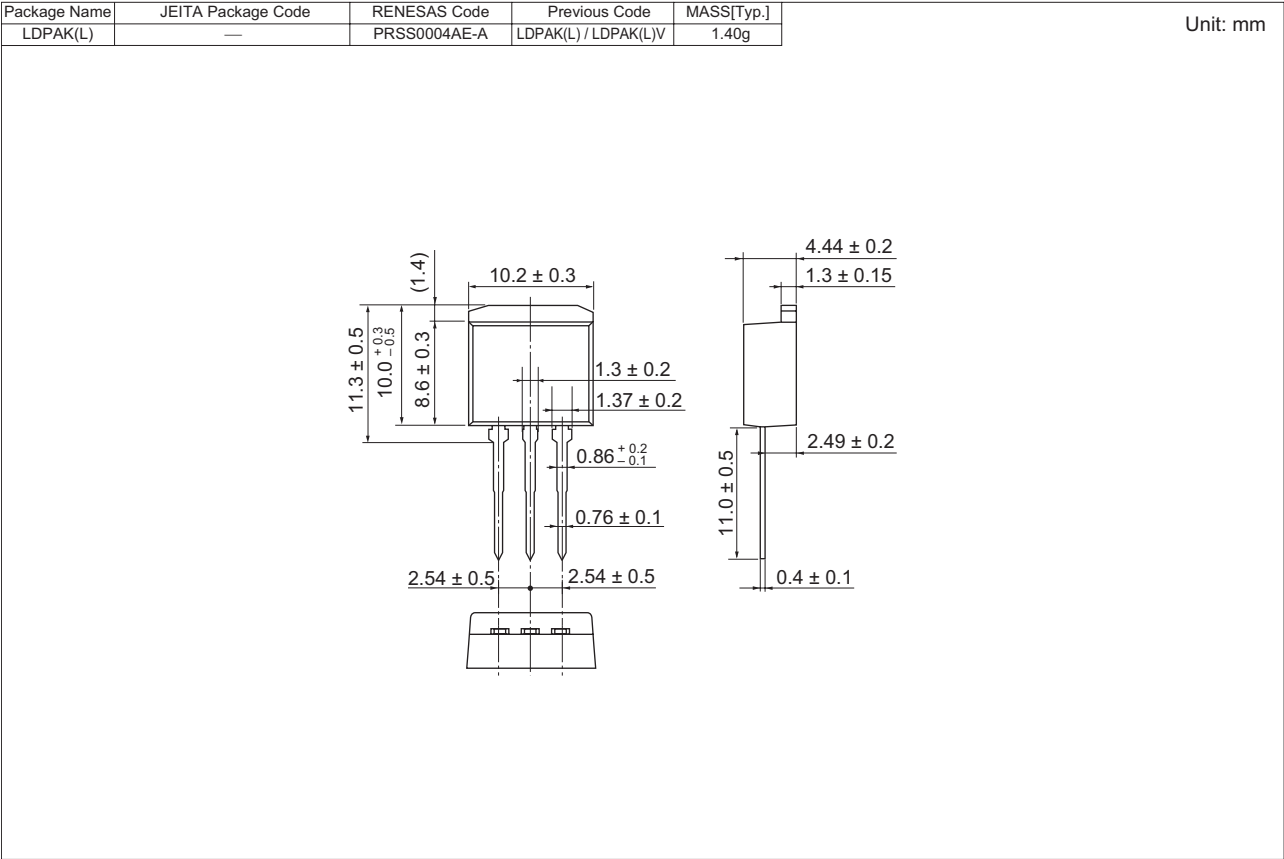 Package Name JEITA Package Code RENESAS Code Previous Code MASS[Typ.]
LDPAK(L) — PRSS0004AE-A LDPAK(L) / LDPAK(L)V 1.40g
Unit: mm
4.44 ± 0.2
(1.4)
10.2 ± 0.3
1.3 ± 0.15
11.3 ± 0.5
10.0 + 0.3 – 0.5
8.6 ± 0.3
1.3 ± 0.2
1.37 ± 0.2
2.49 ± 0.2
0.86 + 0.2 – 0.1
11.0 ± 0.5
0.76 ± 0.1
2.54 ± 0.5
2.54 ± 0.5
0.4 ± 0.1